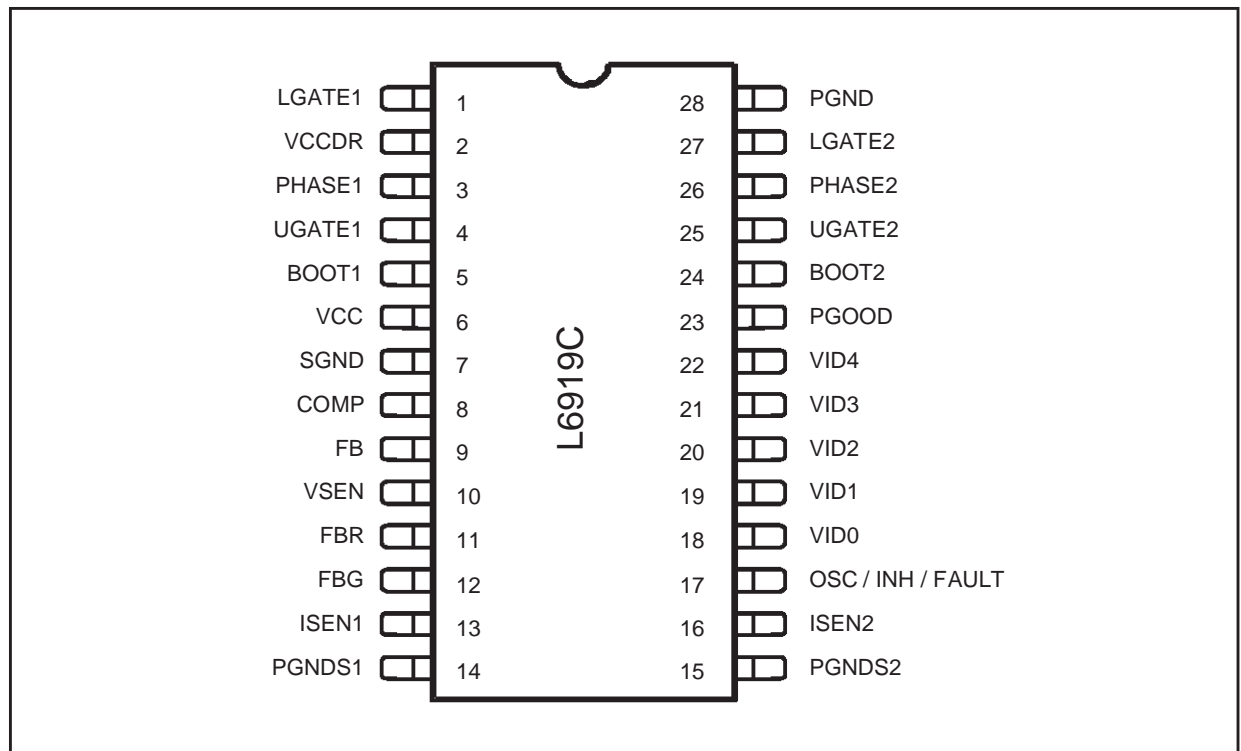 LGATE1 1 28 PGND
VCCDR 2 27 LGATE2
PHASE1 3 26 PHASE2
UGATE1 4 25 UGATE2
BOOT1 5 24 BOOT2
VCC 6 23 PGOOD
SGND 7 22 VID4
COMP 8 21 VID3
FB 9 20 VID2
VSEN 10 19 VID1
FBR 11 18 VID0
FBG 12 17 OSC / INH / FAULT
ISEN1 13 16 ISEN2
PGNDS1 14 15 PGNDS2
L6919C